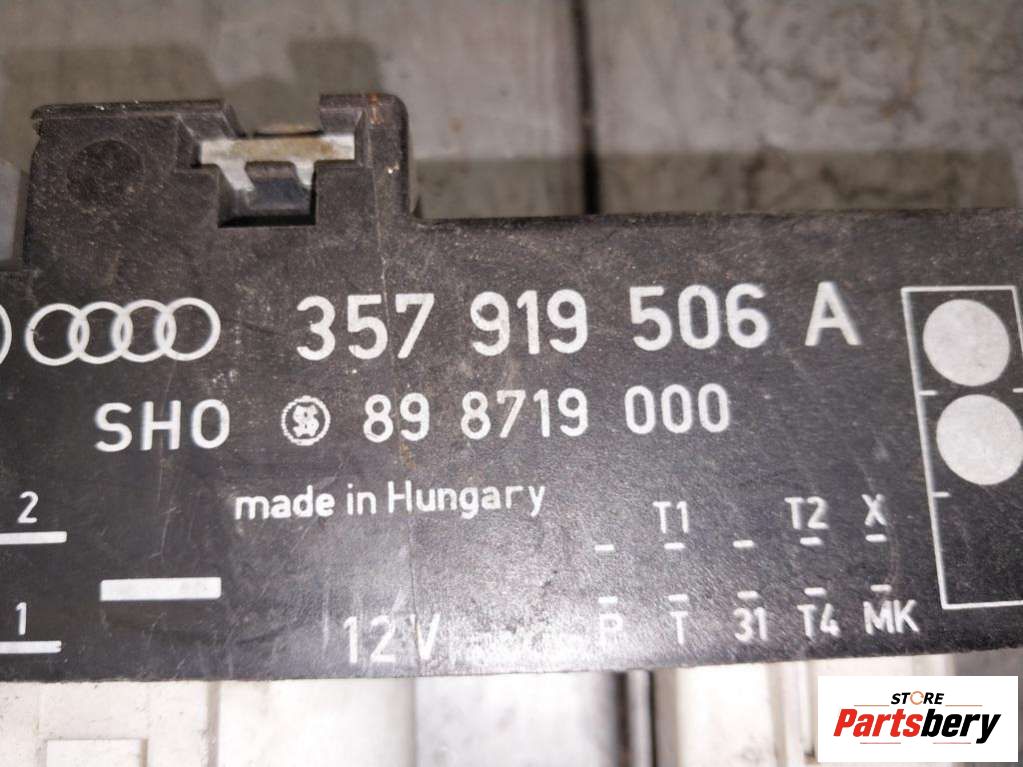 357 919 506 A
SHO 89 8719 000
made in Hungary
2
T1 T2 X
1
12V P T 31 T4 MK
STORE
Partsbery